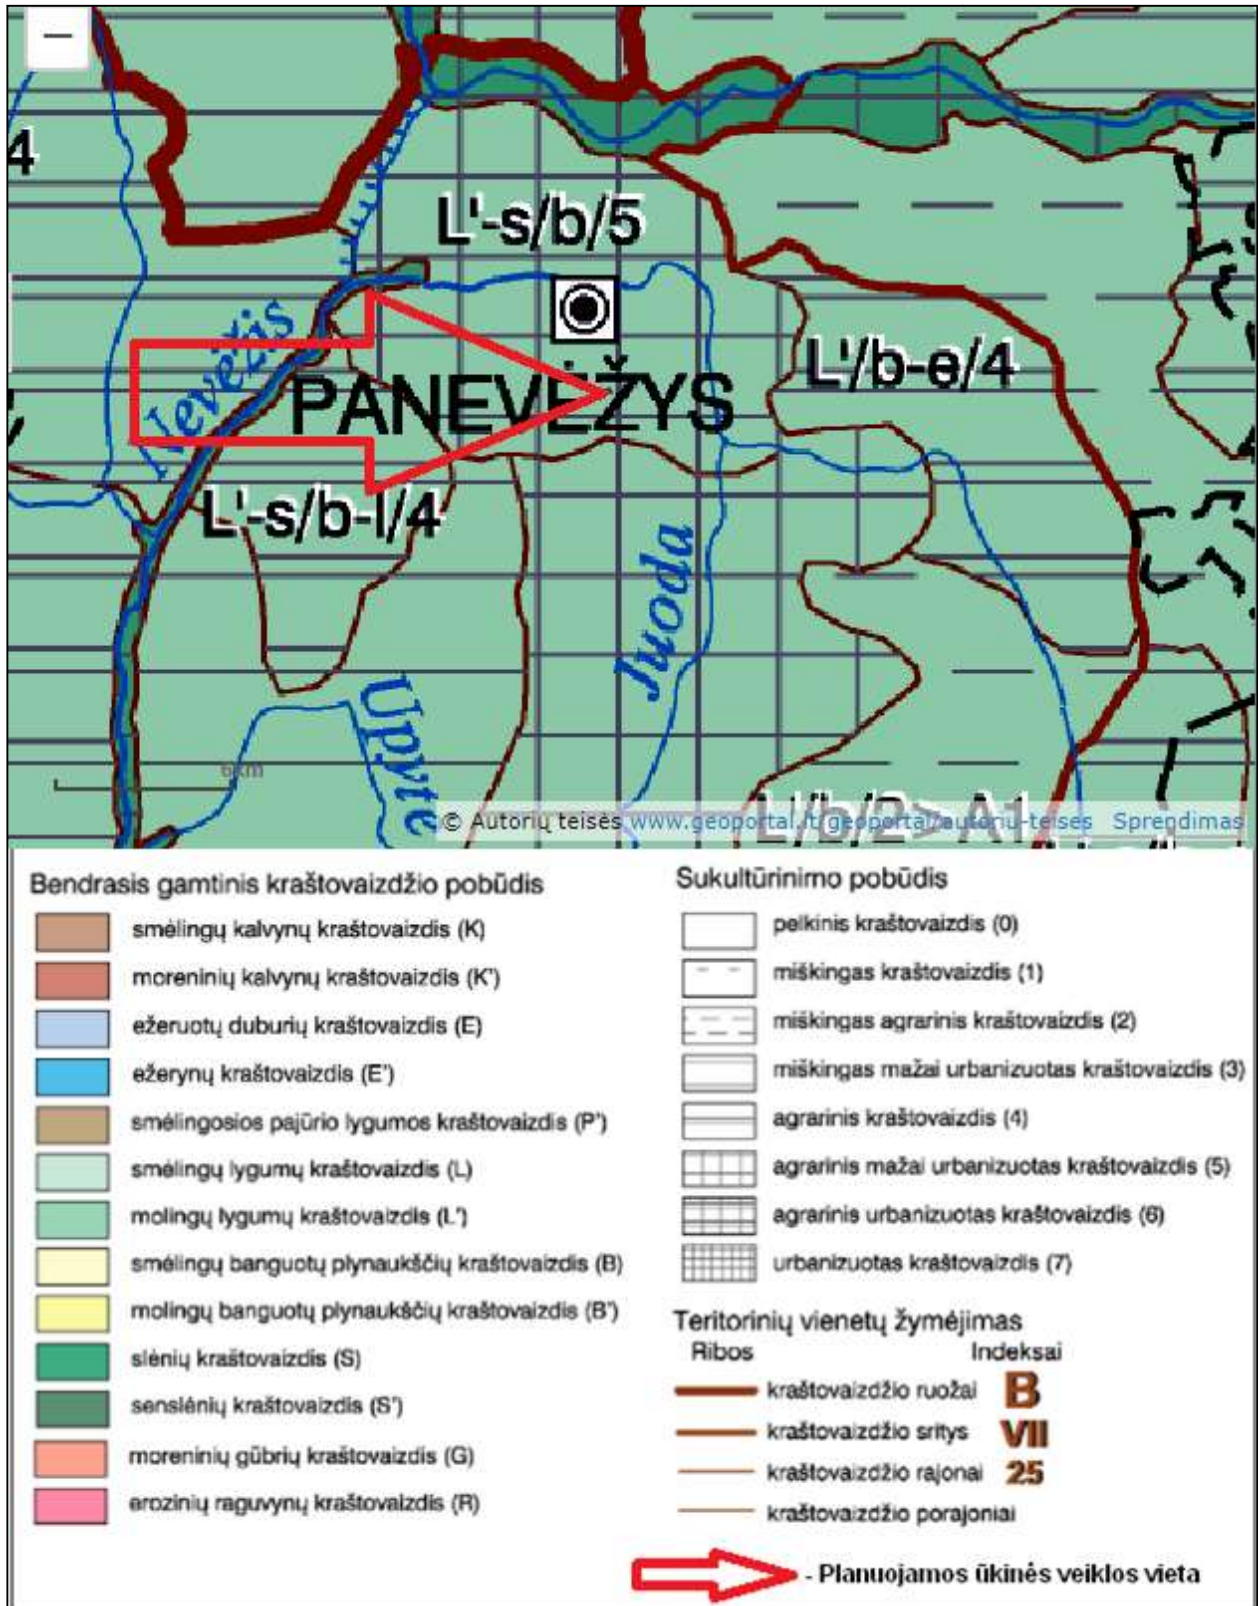 4
L'-s/b/5
Nevėžis
L'/b-e/4
PANEVĖŽYS
L'-s/b-l/4
Juoda
Upytė
6km
L'/b/2>A1
© Autorių teisės www.geoportal.lt/geoportal/autoriu-teises Sprendimas
Bendrasis gamtinis kraštovaizdžio pobūdis
smėlingų kalvynų kraštovaizdis (K)
moreninių kalvynų kraštovaizdis (K')
ežeruotų duburių kraštovaizdis (E)
ežerynų kraštovaizdis (E')
smėlingosios pajūrio lygumos kraštovaizdis (P')
smėlingų lygumų kraštovaizdis (L)
molingų lygumų kraštovaizdis (L')
smėlingų banguotų plynaukščių kraštovaizdis (B)
molingų banguotų plynaukščių kraštovaizdis (B')
slėnių kraštovaizdis (S)
senslėnių kraštovaizdis (S')
moreninių gūbrių kraštovaizdis (G)
erozinių raguvynų kraštovaizdis (R)
Sukultūrinimo pobūdis
pelkinis kraštovaizdis (0)
miškingas kraštovaizdis (1)
miškingas agrarinis kraštovaizdis (2)
miškingas mažai urbanizuotas kraštovaizdis (3)
agrarinis kraštovaizdis (4)
agrarinis mažai urbanizuotas kraštovaizdis (5)
agrarinis urbanizuotas kraštovaizdis (6)
urbanizuotas kraštovaizdis (7)
Teritorinių vienetų žymėjimas
Ribos Indeksai
kraštovaizdžio ruožai B
kraštovaizdžio sritys VII
kraštovaizdžio rajonai 25
kraštovaizdžio porajoniai
- Planuojamos ūkinės veiklos vieta